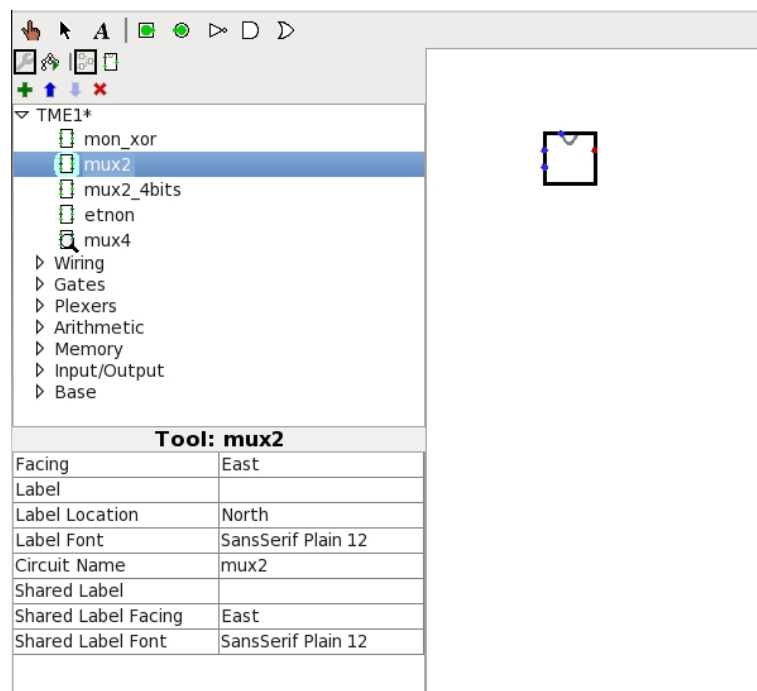 A
TME1*
mon_xor
mux2
mux2_4bits
etnon
mux4
Wiring
Gates
Plexers
Arithmetic
Memory
Input/Output
Base
Tool: mux2
Facing East
Label
Label Location North
Label Font SansSerif Plain 12
Circuit Name mux2
Shared Label
Shared Label Facing East
Shared Label Font SansSerif Plain 12